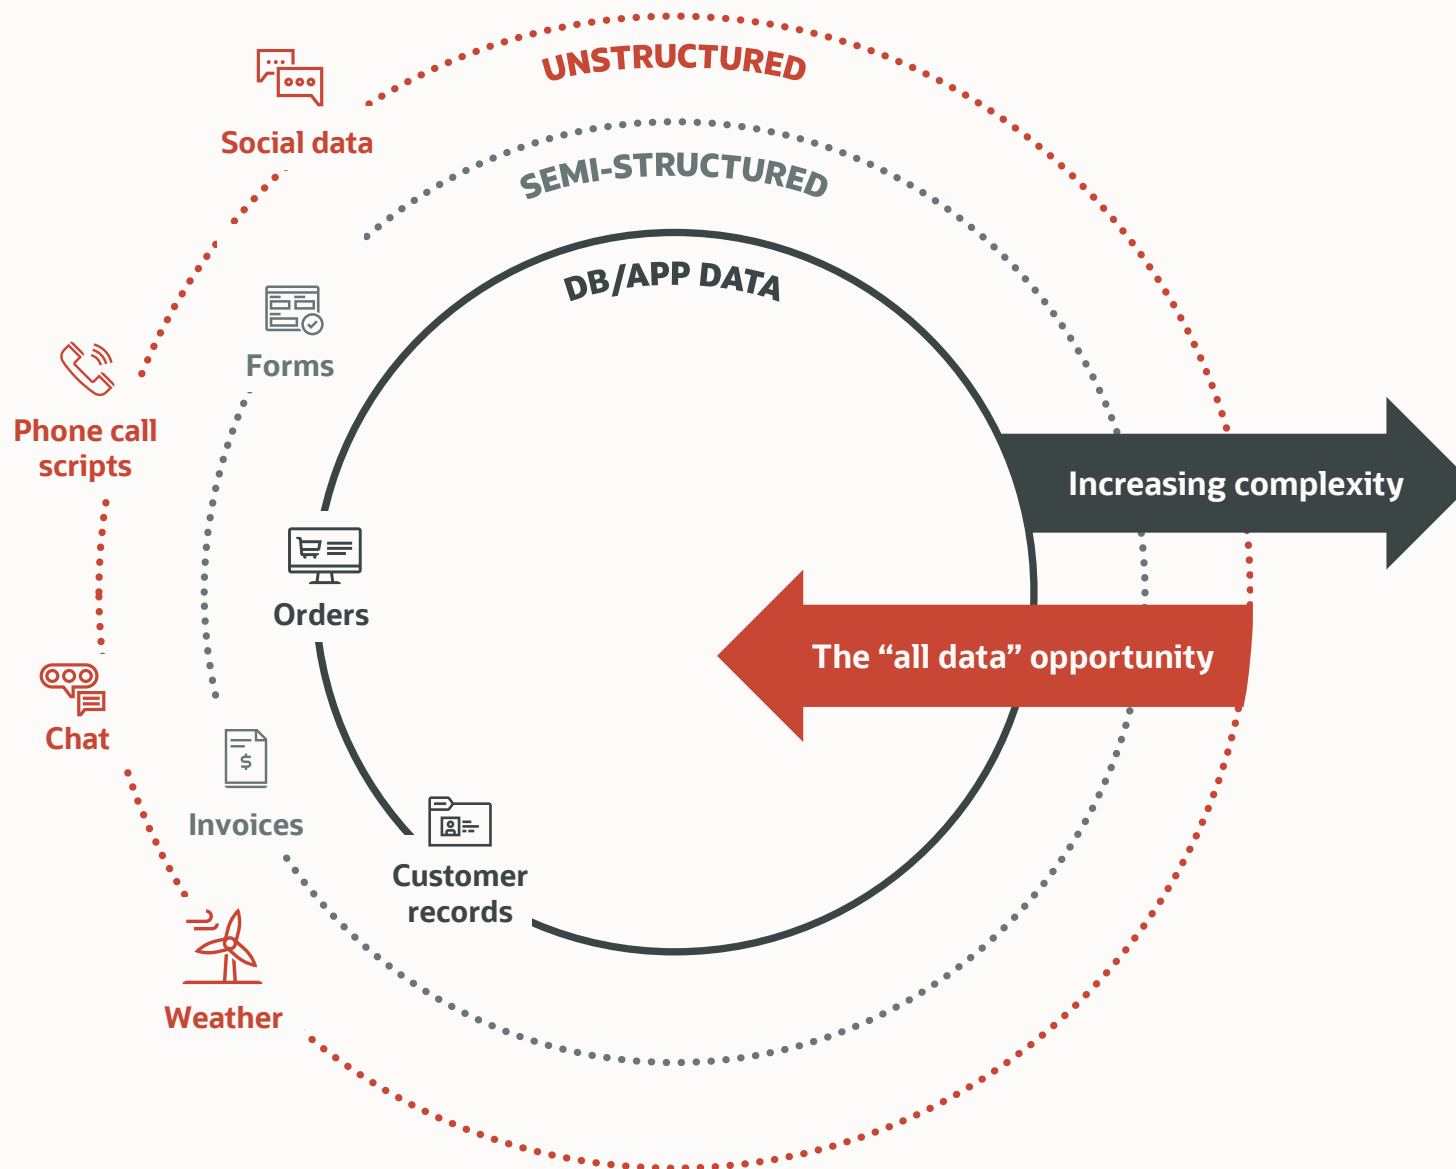 UNSTRUCTURED
Social data
SEMI-STRUCTURED
DB/APP DATA
Forms
Phone call
scripts
Increasing complexity
Orders
The “all data” opportunity
Chat
$
Invoices
Customer
records
Weather